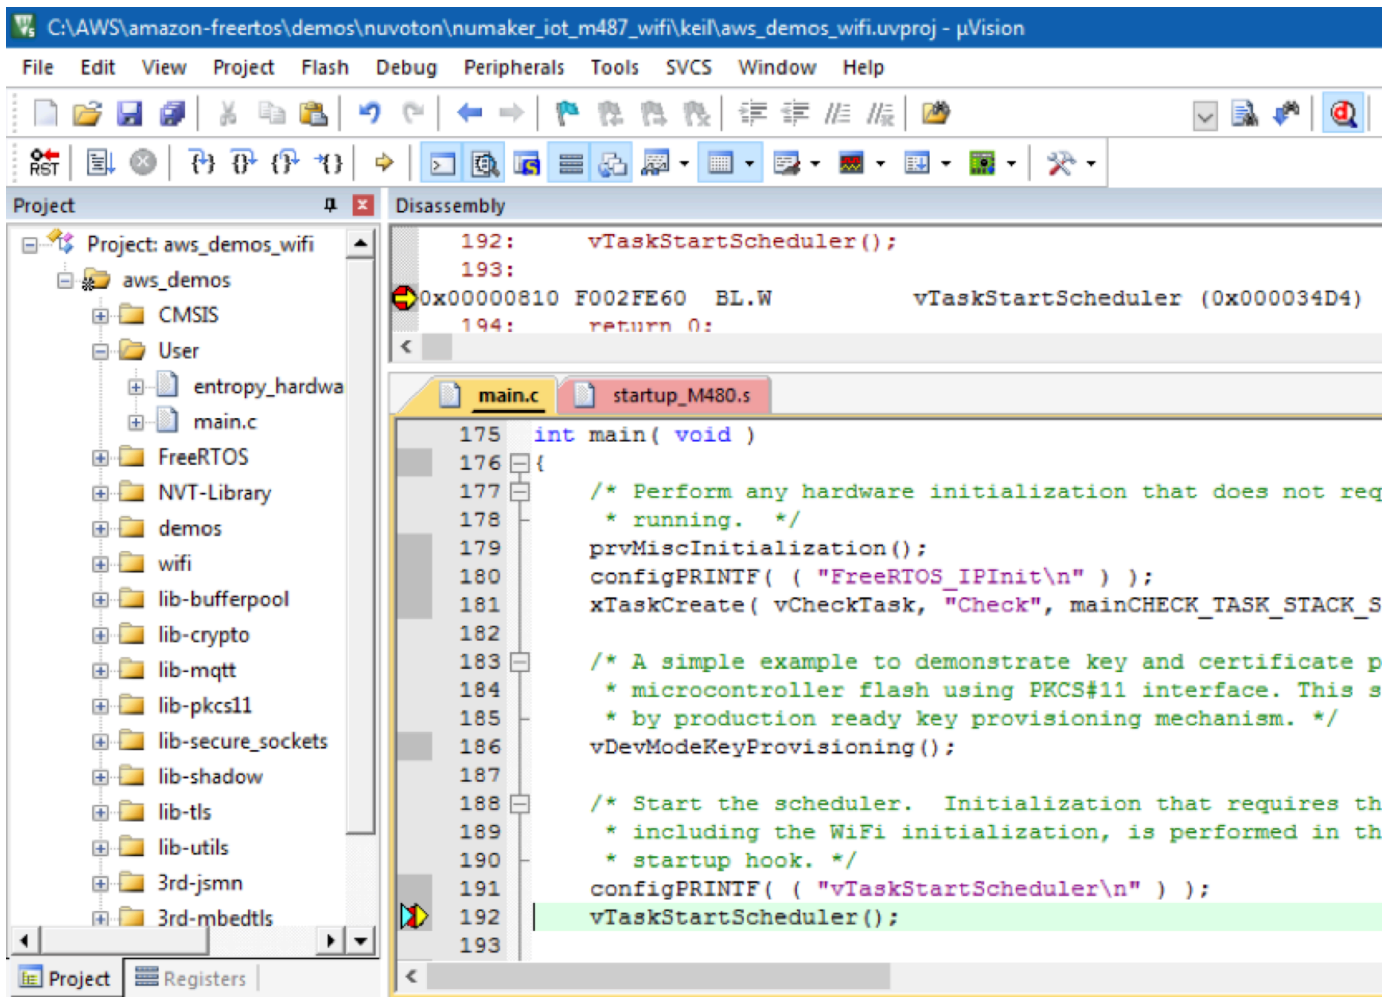 C:\AWS\amazon-freertos\demos\nuvoton\numaker_iot_m487_wifi\keil\aws_demos_wifi.uvproj - µVision
File Edit View Project Flash Debug Peripherals Tools SVCS Window Help
RST
Project
Project: aws_demos_wifi
aws_demos
CMSIS
User
entropy_hardwa
main.c
FreeRTOS
NVT-Library
demos
wifi
lib-bufferpool
lib-crypto
lib-mqtt
lib-pkcs11
lib-secure_sockets
lib-shadow
lib-tls
lib-utils
3rd-jsmn
3rd-mbedtls
Project Registers
Disassembly
192: vTaskStartScheduler();
193:
0x00000810 F002FE60 BL.W vTaskStartScheduler (0x000034D4)
194: return 0;
main.c startup_M480.s
175 int main( void )
176 {
177 /* Perform any hardware initialization that does not req
178 * running. */
179 prvMiscInitialization();
180 configPRINTF( ( "FreeRTOS_IPInit\n" ) );
181 xTaskCreate( vCheckTask, "Check", mainCHECK_TASK_STACK_S
182
183 /* A simple example to demonstrate key and certificate p
184 * microcontroller flash using PKCS#11 interface. This s
185 * by production ready key provisioning mechanism. */
186 vDevModeKeyProvisioning();
187
188 /* Start the scheduler. Initialization that requires th
189 * including the WiFi initialization, is performed in th
190 * startup hook. */
191 configPRINTF( ( "vTaskStartScheduler\n" ) );
192 vTaskStartScheduler();
193